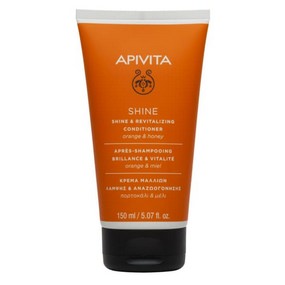 APIVITA
SHINE
SHINE & REVITALIZING
CONDITIONER
orange & honey
APRÈS-SHAMPOOING
BRILLANCE & VITALITÉ
orange & miel
ΚΡΕΜΑ ΜΑΛΛΙΩΝ
ΛΑΜΨΗΣ & ΑΝΑΖΩΟΓΟΝΗΣΗΣ
πορτοκάλι & μέλι
150 ml / 5.07 fl. oz.